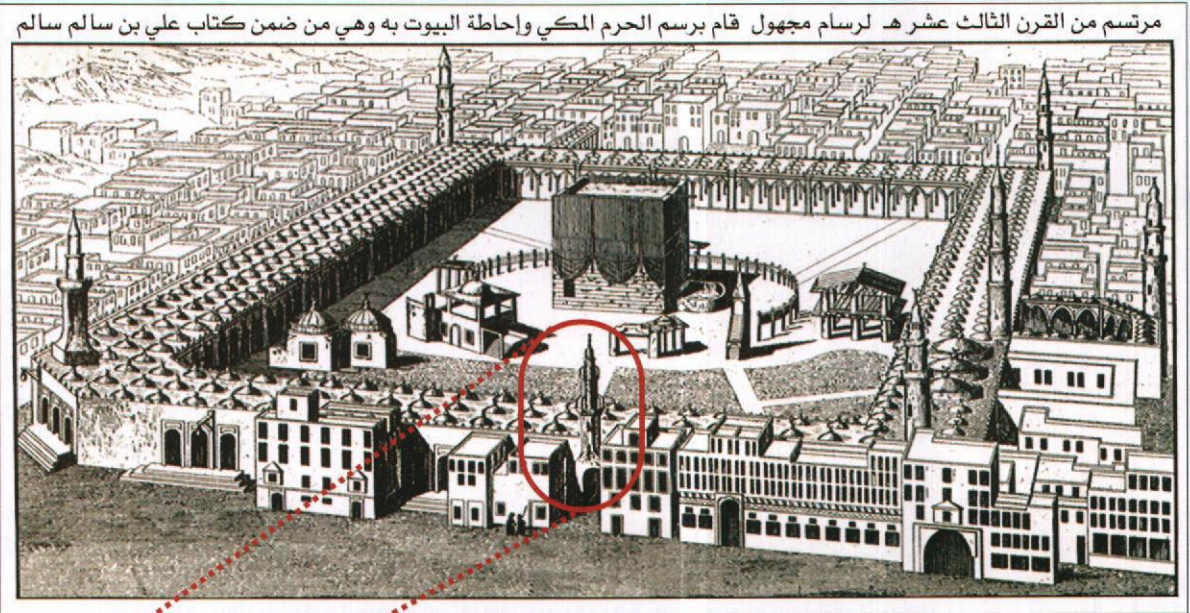 مرتسم من القرن الثالث عشر هـ لرسام مجهول قام برسم الحرم المكي وإحاطة البيوت به وهي من ضمن كتاب علي بن سالم سالم